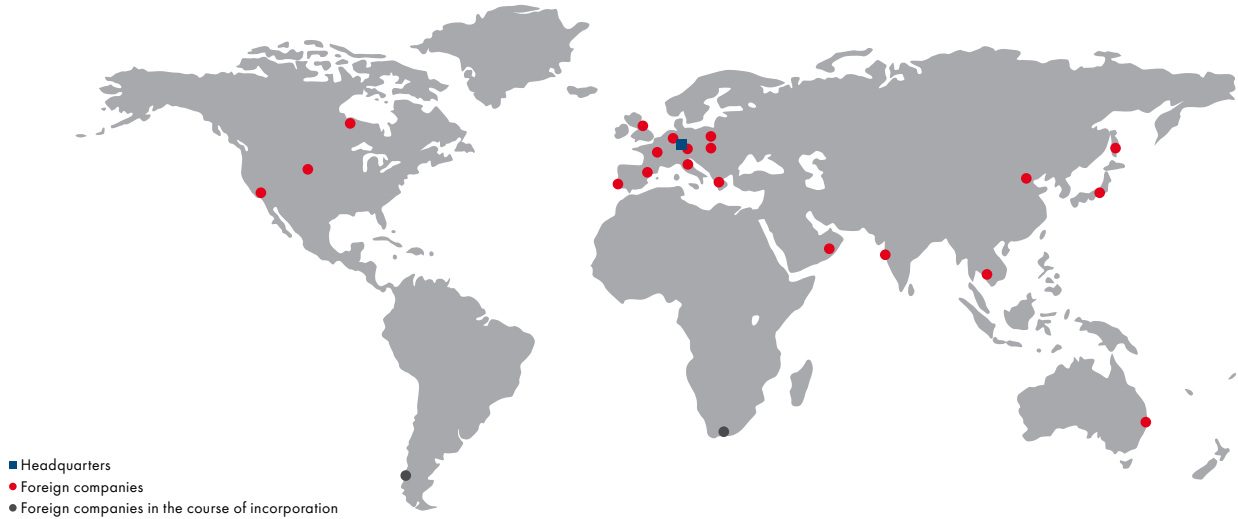 Headquarters
Foreign companies
Foreign companies in the course of incorporation